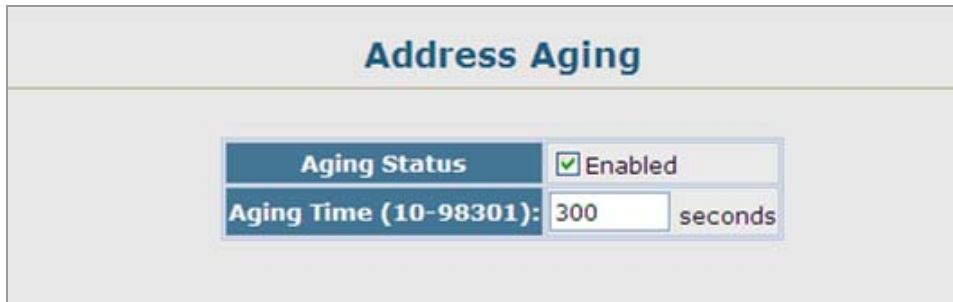 Address Aging
Aging Status Enabled
Aging Time (10-98301): 300 seconds